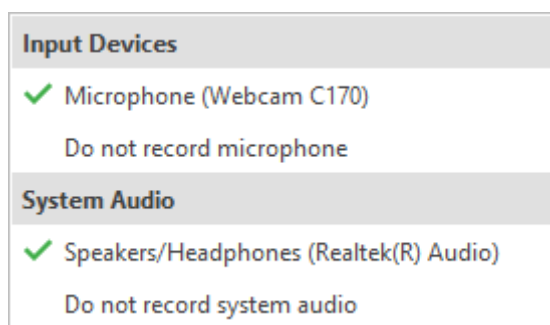 Input Devices
Microphone (Webcam C170)
Do not record microphone
System Audio
Speakers/Headphones (Realtek(R) Audio)
Do not record system audio